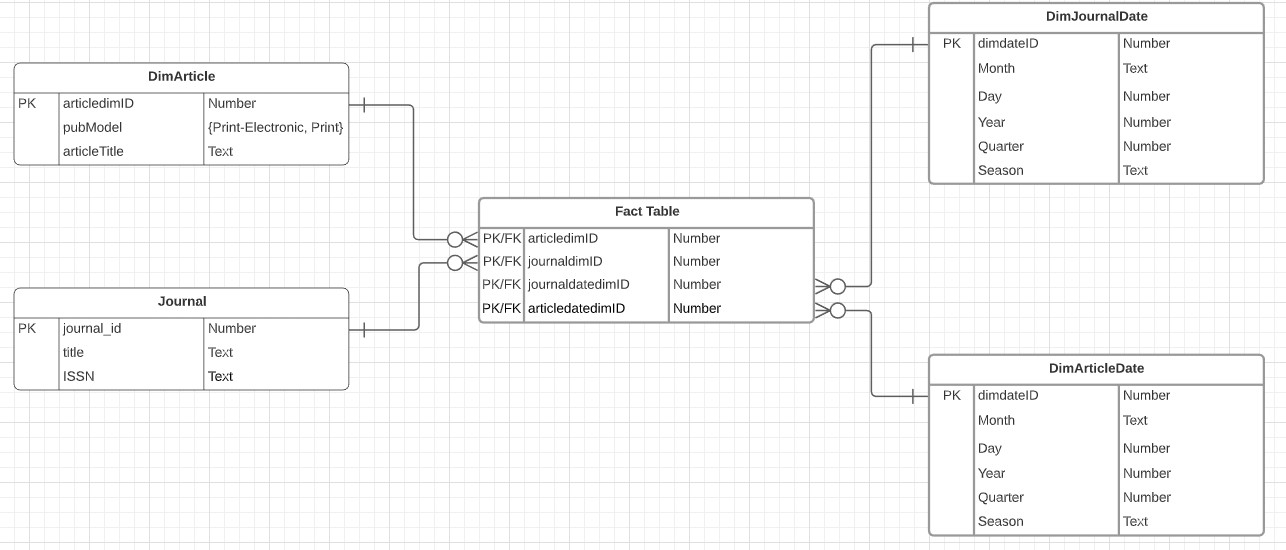 DimArticle
PK articledimID Number
pubModel {Print-Electronic, Print}
articleTitle Text
Journal
PK journal_id Number
title Text
ISSN Text
Fact Table
PK/FK articledimID Number
PK/FK journaldimID Number
PK/FK journaldatedimID Number
PK/FK articledatedimID Number
DimJournalDate
PK dimdateID Number
Month Text
Day Number
Year Number
Quarter Number
Season Text
DimArticleDate
PK dimdateID Number
Month Text
Day Number
Year Number
Quarter Number
Season Text